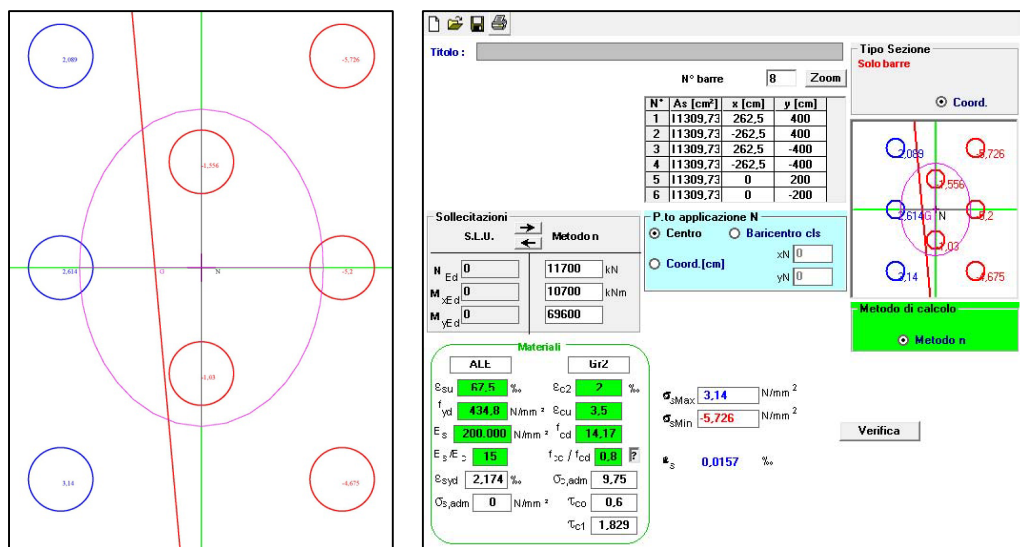 2,089
-5,726
-1,556
2,614
G
N
-5,2
-1,03
3,14
-4,675
Titolo :
N° barre 8 Zoom
N° As [cm²] x [cm] y [cm]
1 I1309,73 262,5 400
2 I1309,73 -262,5 400
3 I1309,73 262,5 -400
4 I1309,73 -262,5 -400
5 I1309,73 0 200
6 I1309,73 0 -200
Tipo Sezione
Solo barre
Coord.
2,089
-5,726
-1,556
2,614
G
N
-5,2
-1,03
3,14
-4,675
Sollecitazioni
S.L.U. Metodo n
N Ed 0 11700 kN
M xEd 0 10700 kNm
M yEd 0 69600
P.to applicazione N
Centro Baricentro cls
Coord.[cm]
xN 0
yN 0
Metodo di calcolo
Metodo n
Materiali
ALE Gr2
εsu 67,5 ‰ εc2 2 ‰
fyd 434,8 N/mm² εcu 3,5
Es 200.000 N/mm² fcd 14,17
Es/Ec 15 fcc / fcd 0,8 ?
εsyd 2,174 ‰ σc,adm 9,75
σs,adm 0 N/mm² τco 0,6
τc1 1,829
σsMax 3,14 N/mm²
σsMin -5,726 N/mm²
εs 0,0157 ‰
Verifica